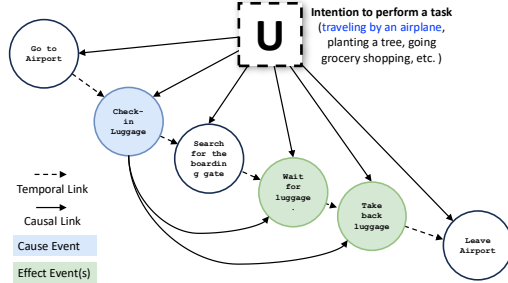 Intention to perform a task
(traveling by an airplane,
planting a tree, going
grocery shopping, etc. )
U
Go to
Airport
Check-
in
Luggage
Search
for the
boardin
g gate
Wait
for
luggage
.
Take
back
luggage
Leave
Airport
Temporal Link
Causal Link
Cause Event
Effect Event(s)